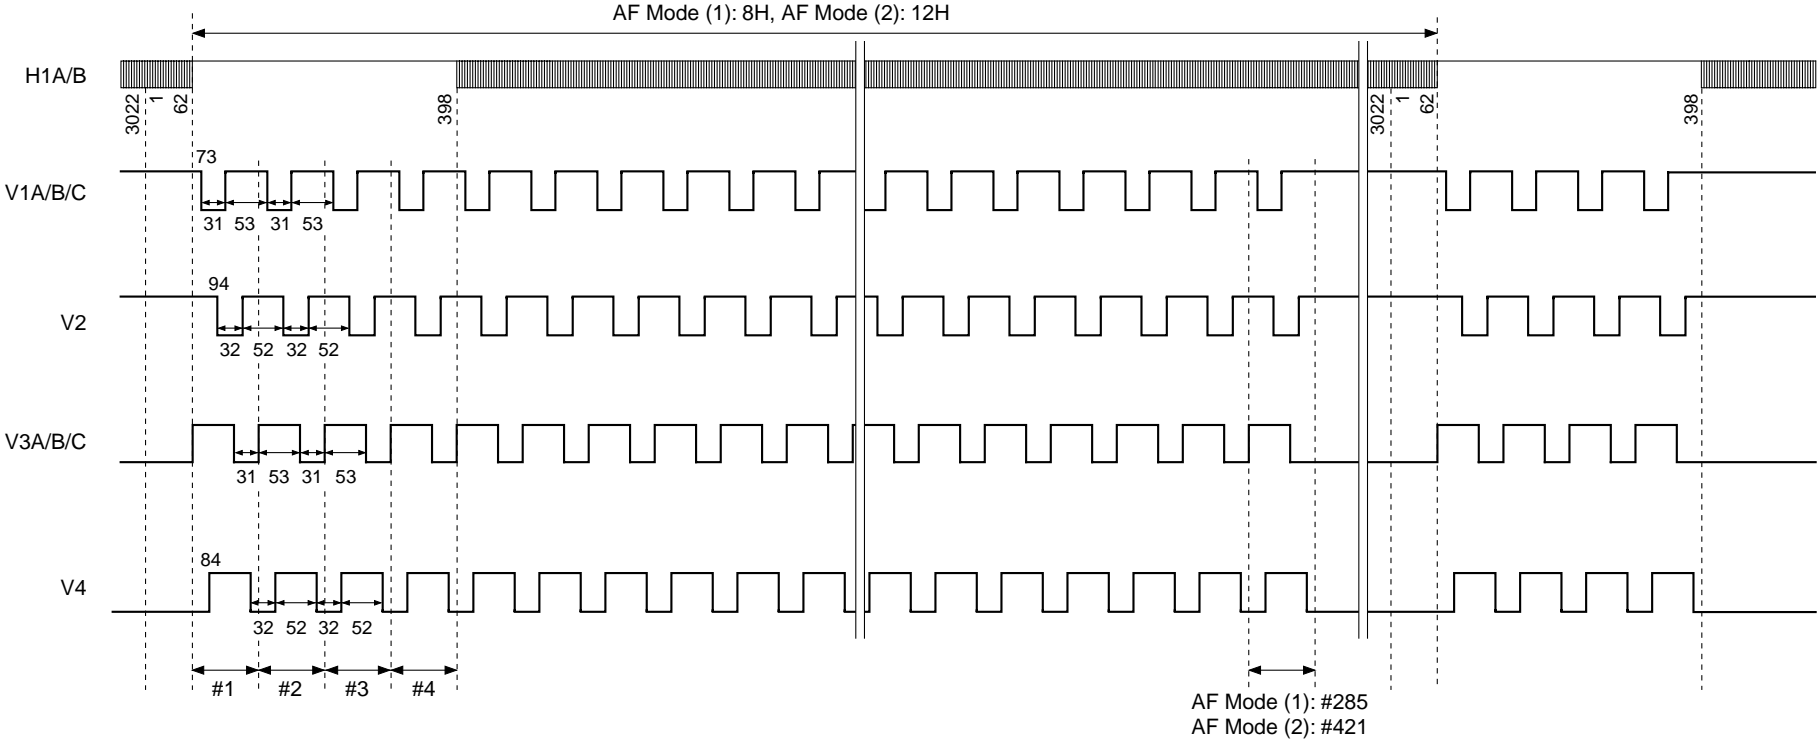 AF Mode (1): 8H, AF Mode (2): 12H
H1A/B
3022
1
62
398
3022
1
62
398
V1A/B/C
73
31 53 31 53
V2
94
32 52 32 52
V3A/B/C
31 53 31 53
V4
84
32 52 32 52
#1 #2 #3 #4
AF Mode (1): #285
AF Mode (2): #421